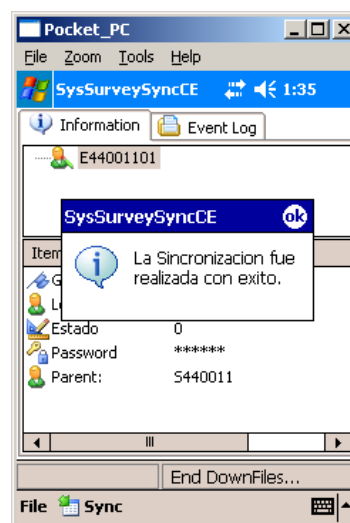 Pocket_PC
File Zoom Tools Help
SysSurveySyncCE 1:35
Information Event Log
E44001101
SysSurveySyncCE ok
La Sincronizacion fue
realizada con exito.
Estado 0
Password ******
Parent: S440011
End DownFiles...
File Sync